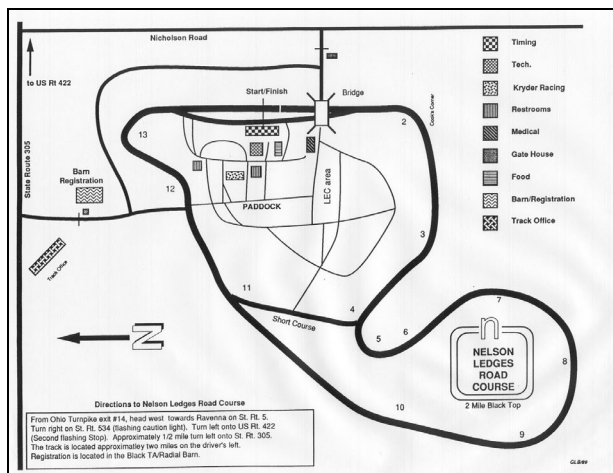 Nicholson Road
to US Rt 422
State Route 305
Start/Finish
Bridge
Cook's Corner
Timing
Tech.
Kryder Racing
Restrooms
Medical
Gate House
Food
Barn/Registration
Track Office
13
2
12
Barn
Registration
PADDOCK
LEC area
3
Track Office
11
4
Short Course
5
6
7
8
9
10
N
n
NELSON
LEDGES
ROAD
COURSE
2 Mile Black Top
Directions to Nelson Ledges Road Course
From Ohio Turnpike exit #14, head west towards Ravenna on St. Rt. 5.
Turn right on St. Rt. 534 (flashing caution light). Turn left onto US Rt. 422
(Second flashing Stop). Approximately 1/2 mile turn left onto St. Rt. 305.
The track is located approximatley two miles on the driver's left.
Registration is located in the Black TA/Radial Barn.